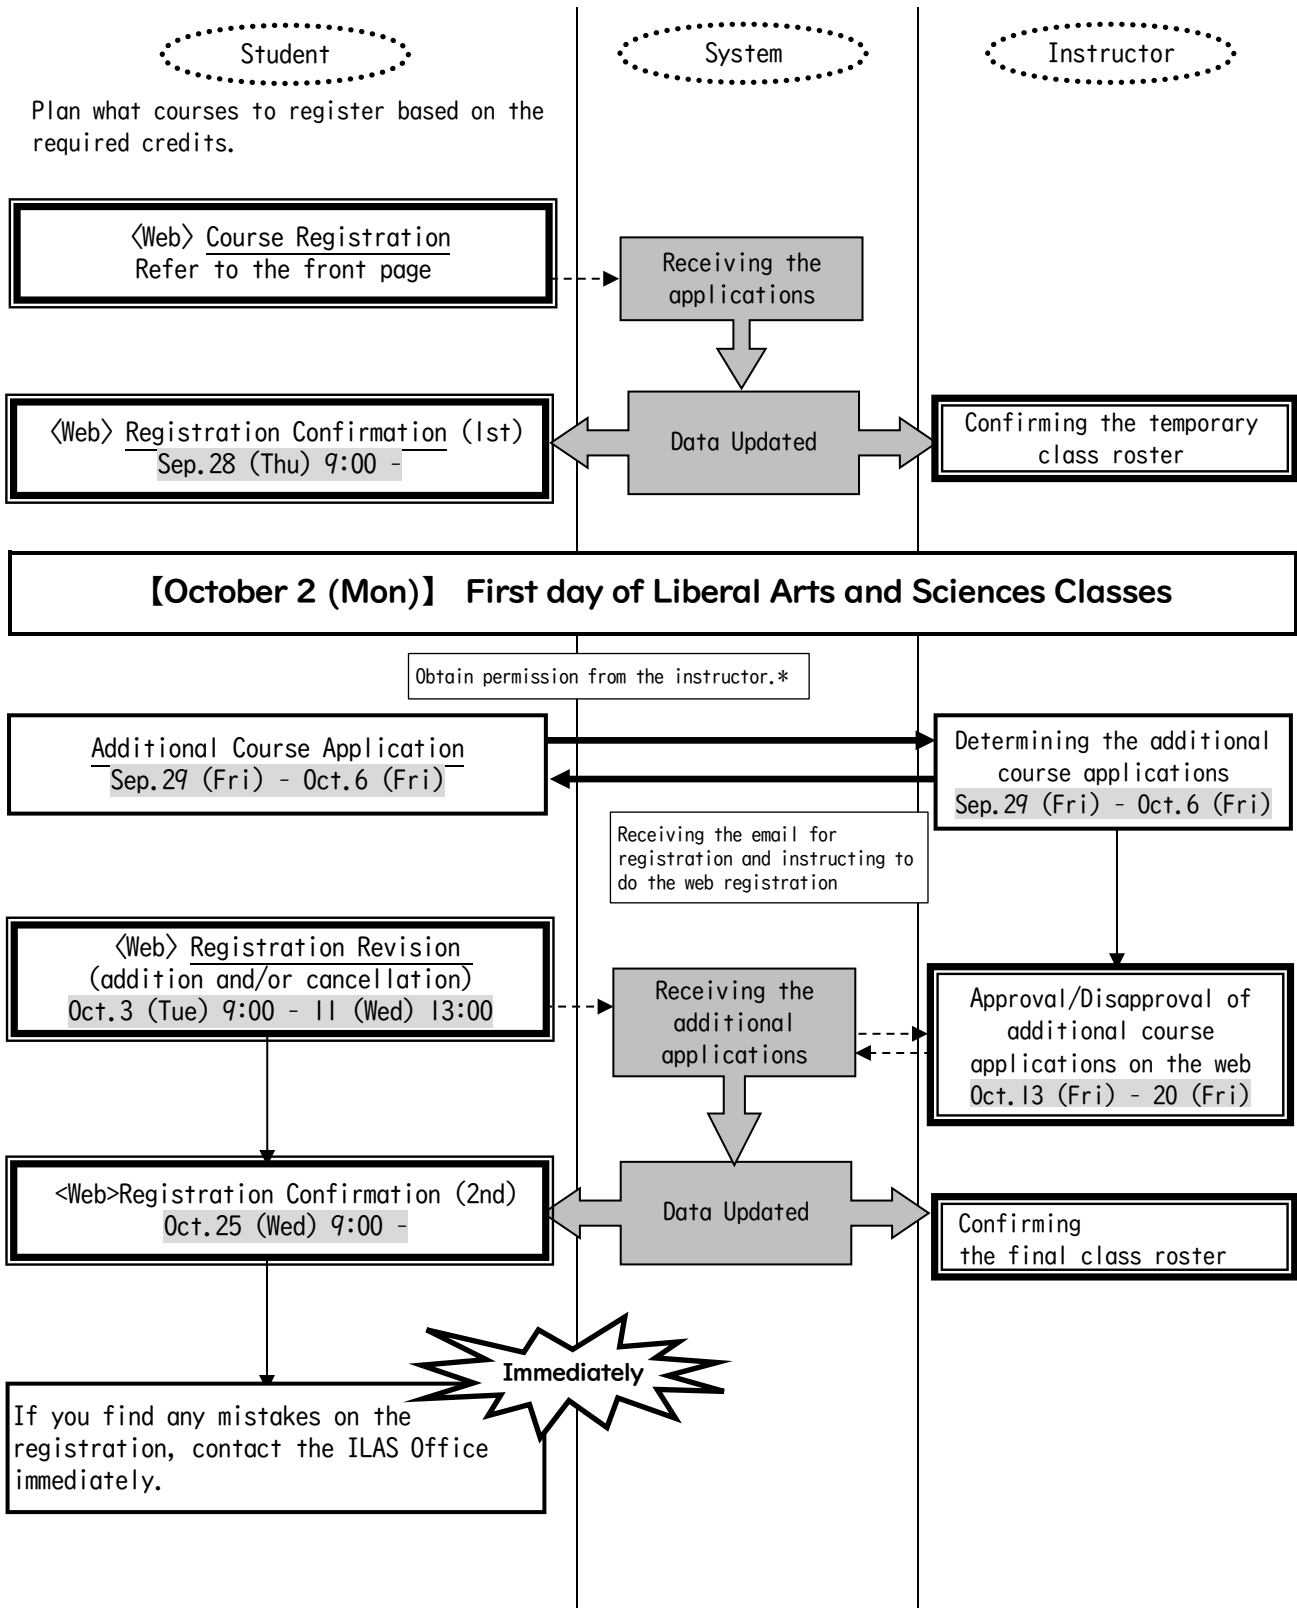 Student
System
Instructor
Plan what courses to register based on the
required credits.
〈Web〉 Course Registration
Refer to the front page
Receiving the
applications
〈Web〉 Registration Confirmation (1st)
Sep.28 (Thu) 9:00 –
Data Updated
Confirming the temporary
class roster
【October 2 (Mon)】 First day of Liberal Arts and Sciences Classes
Obtain permission from the instructor.*
Additional Course Application
Sep.29 (Fri) – Oct.6 (Fri)
Determining the additional
course applications
Sep.29 (Fri) – Oct.6 (Fri)
Receiving the email for
registration and instructing to
do the web registration
〈Web〉 Registration Revision
(addition and/or cancellation)
Oct.3 (Tue) 9:00 – 11 (Wed) 13:00
Receiving the
additional
applications
Approval/Disapproval of
additional course
applications on the web
Oct.13 (Fri) – 20 (Fri)
<Web>Registration Confirmation (2nd)
Oct.25 (Wed) 9:00 –
Data Updated
Confirming
the final class roster
Immediately
If you find any mistakes on the
registration, contact the ILAS Office
immediately.